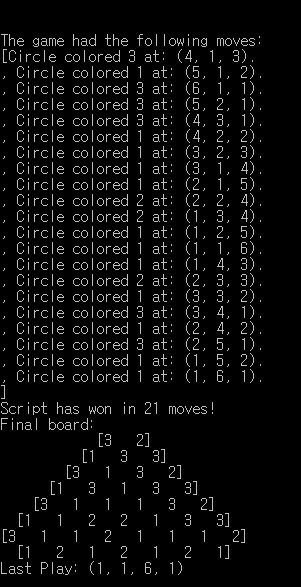 The game had the following moves:
[Circle colored 3 at: (4, 1, 3).
, Circle colored 1 at: (5, 1, 2).
, Circle colored 3 at: (6, 1, 1).
, Circle colored 3 at: (5, 2, 1).
, Circle colored 3 at: (4, 3, 1).
, Circle colored 1 at: (4, 2, 2).
, Circle colored 1 at: (3, 2, 3).
, Circle colored 1 at: (3, 1, 4).
, Circle colored 1 at: (2, 1, 5).
, Circle colored 2 at: (2, 2, 4).
, Circle colored 2 at: (1, 3, 4).
, Circle colored 1 at: (1, 2, 5).
, Circle colored 1 at: (1, 1, 6).
, Circle colored 1 at: (1, 4, 3).
, Circle colored 2 at: (2, 3, 3).
, Circle colored 1 at: (3, 3, 2).
, Circle colored 3 at: (3, 4, 1).
, Circle colored 1 at: (2, 4, 2).
, Circle colored 3 at: (2, 5, 1).
, Circle colored 1 at: (1, 5, 2).
, Circle colored 1 at: (1, 6, 1).
]
Script has won in 21 moves!
Final board:
[3 2]
[1 3 3]
[3 1 3 2]
[1 3 1 3 3]
[3 1 1 1 3 2]
[1 1 2 2 1 3 3]
[3 1 1 2 1 1 1 2]
[1 2 1 2 1 2 1]
Last Play: (1, 1, 6, 1)